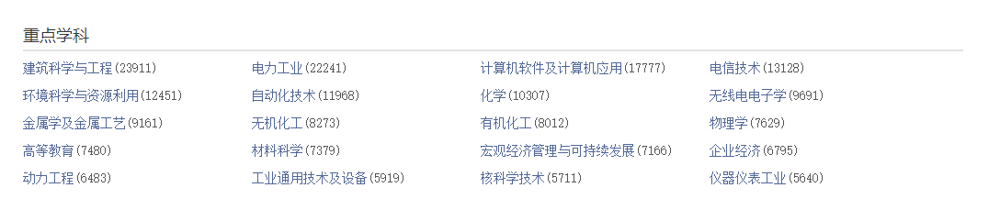 重点学科
建筑科学与工程(23911) 电力工业(22241) 计算机软件及计算机应用(17777) 电信技术(13128)
环境科学与资源利用(12451) 自动化技术(11968) 化学(10307) 无线电电子学(9691)
金属学及金属工艺(9161) 无机化工(8273) 有机化工(8012) 物理学(7629)
高等教育(7480) 材料科学(7379) 宏观经济管理与可持续发展(7166) 企业经济(6795)
动力工程(6483) 工业通用技术及设备(5919) 核科学技术(5711) 仪器仪表工业(5640)